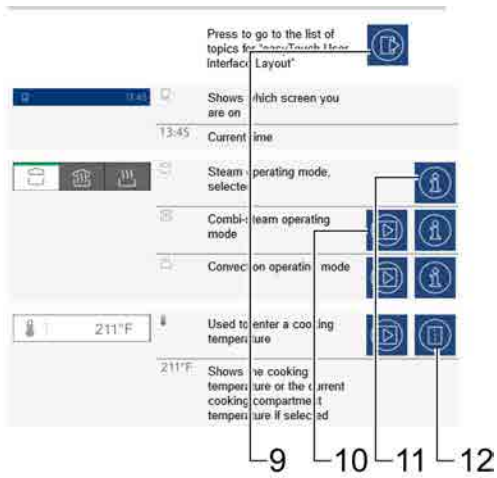 Press to go to the list of
topics for "easyTouch User
Interface Layout"
13:45
Shows which screen you
are on
13:45
Current time
Steam operating mode,
selected
Combi-steam operating
mode
Convection operating mode
211°F
Used to enter a cooking
temperature
211°F
Shows the cooking
temperature or the current
cooking compartment
temperature if selected
9
10
11
12